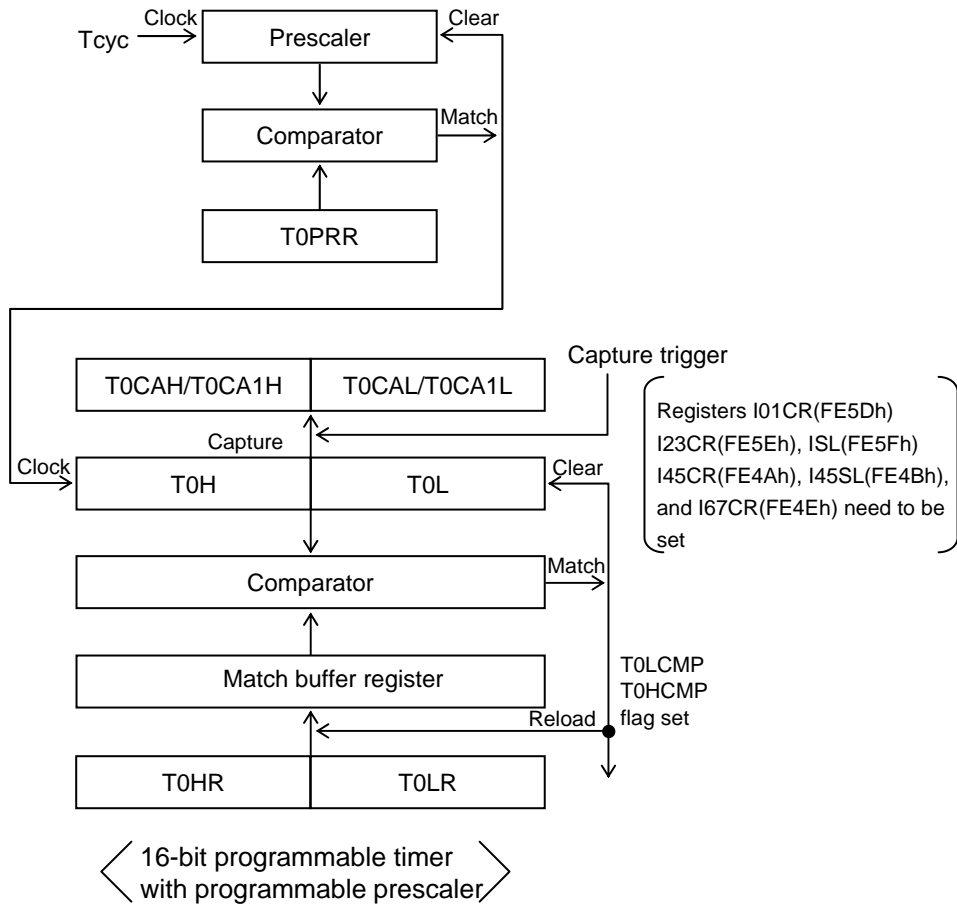 Clock
Clear
Tcyc
Prescaler
Match
Comparator
T0PRR
Capture trigger
T0CAH/T0CA1H
T0CAL/T0CA1L
Registers I01CR(FE5Dh)
I23CR(FE5Eh), ISL(FE5Fh)
I45CR(FE4Ah), I45SL(FE4Bh),
and I67CR(FE4Eh) need to be
set
Capture
Clock
T0H
T0L
Clear
Comparator
Match
Match buffer register
T0LCMP
T0HCMP
flag set
Reload
T0HR
T0LR
16-bit programmable timer
with programmable prescaler